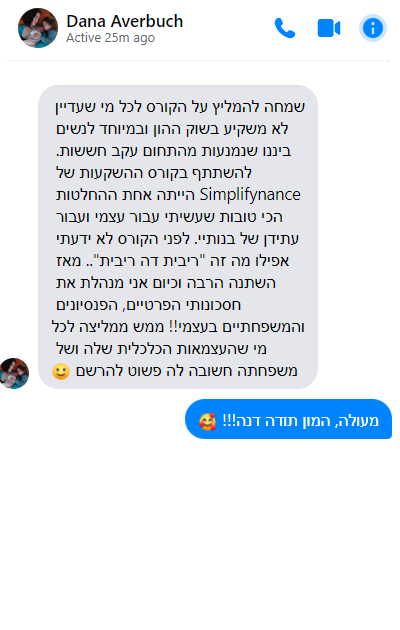 Dana Averbuch
Active 25m ago
שמחה להמליץ על הקורס לכל מי שעדיין
לא משקיע בשוק ההון ובמיוחד לנשים
ביננו שנמנעות מהתחום עקב חששות.
להשתתף בקורס ההשקעות של
Simplifynance הייתה אחת ההחלטות
הכי טובות שעשיתי עבור עצמי ועבור
עתידן של בנותיי. לפני הקורס לא ידעתי
אפילו מה זה "ריבית דה ריבית".. מאז
השתנה הרבה וכיום אני מנהלת את
חסכונותי הפרטיים, הפנסיונים
והמשפחתיים בעצמי!! ממש ממליצה לכל
מי שהעצמאות הכלכלית שלה ושל
משפחתה חשובה לה פשוט להרשם 😉
מעולה, המון תודה דנה!!! 🥰